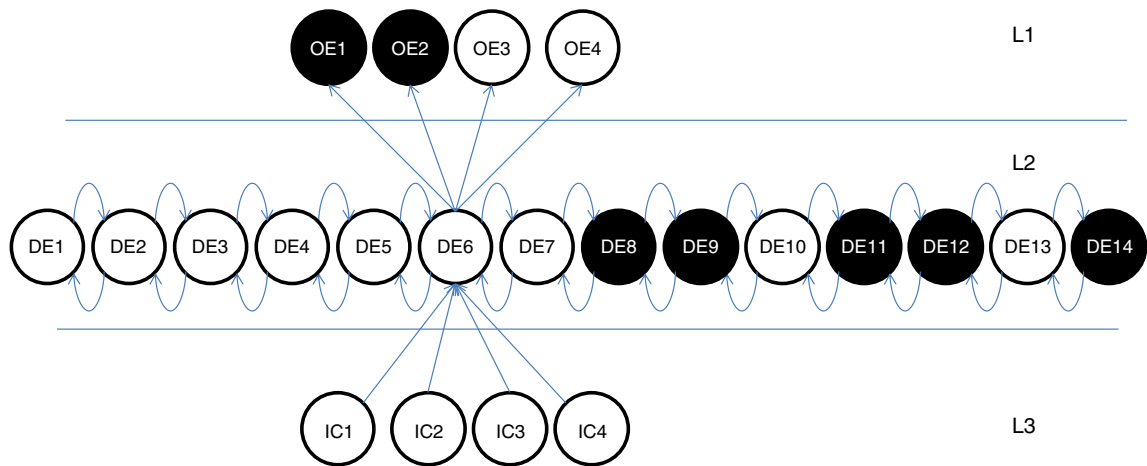 OE1 OE2 OE3 OE4 L1
L2
DE1 DE2 DE3 DE4 DE5 DE6 DE7 DE8 DE9 DE10 DE11 DE12 DE13 DE14
IC1 IC2 IC3 IC4 L3